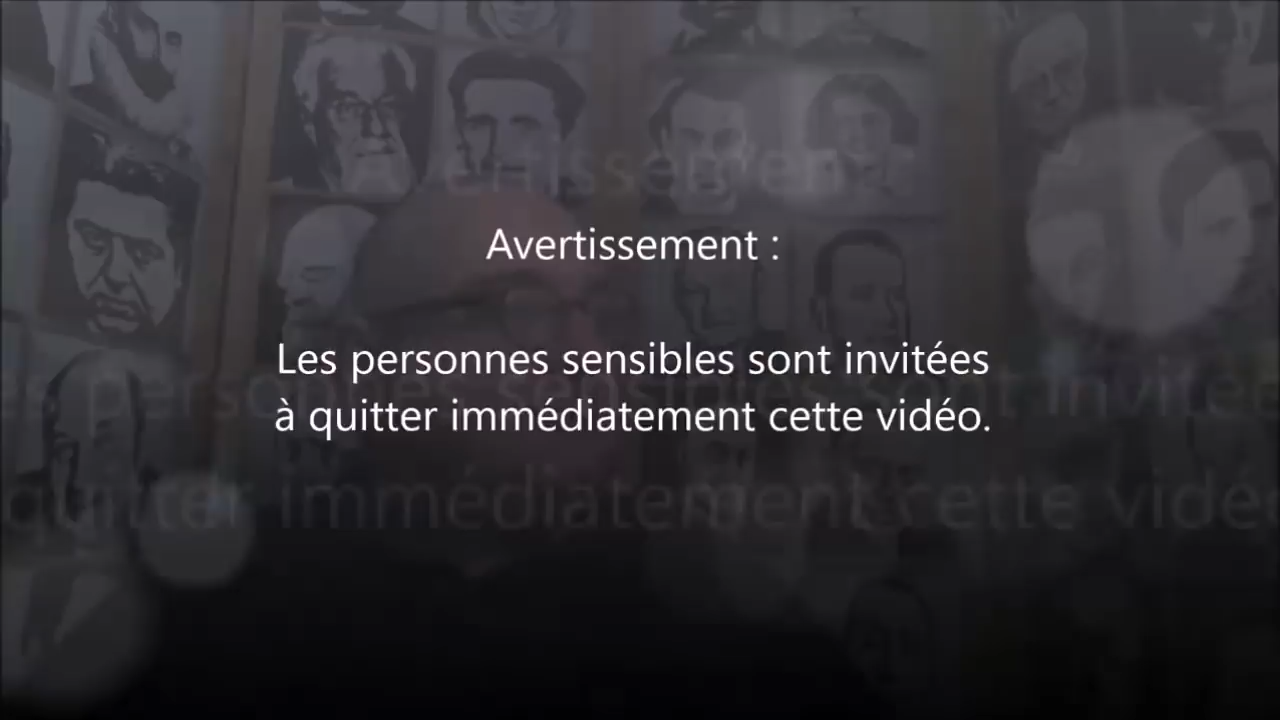 Avertissement :
Les personnes sensibles sont invitées
à quitter immédiatement cette vidéo.